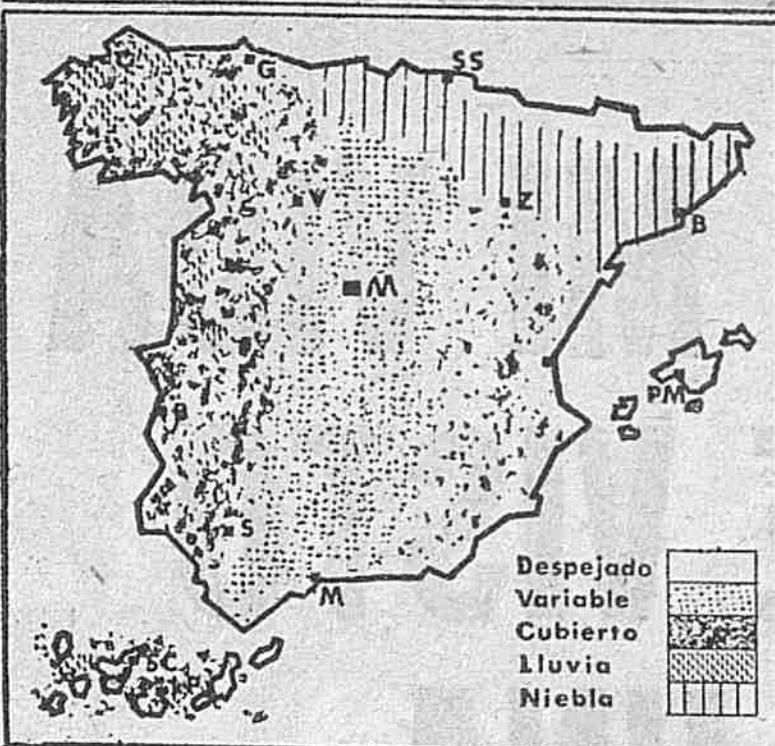 G
SS
S
V
Z
B
M
PM
B
S
M
SC
Despejado
Variable
Cubierto
Lluvia
Niebla